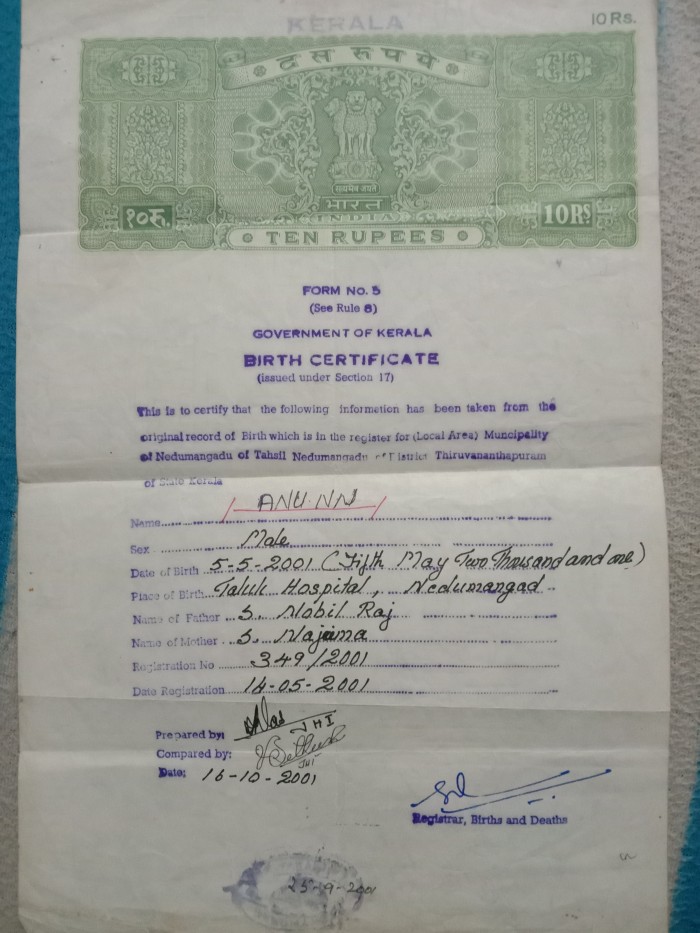 KERALA
10 Rs.
दस रुपये
सत्यमेव जयते
भारत
INDIA
१०रु.
10 RS
TEN RUPEES
FORM No. 5
(See Rule 8)
GOVERNMENT OF KERALA
BIRTH CERTIFICATE
(issued under Section 17)
This is to certify that the following information has been taken from the
original record of Birth which is in the register for (Local Area) Muncipality
of Nedumangadu of Tahsil Nedumangadu of District Thiruvananthapuram
of State Kerala
Name ANU. N N
Sex Male
Date of Birth 5-5-2001 (Fifth May Two Thousand and one)
Place of Birth Taluk Hospital, Nedumangad
Name of Father S. Nobil Raj
Name of Mother S. Najeema
Registration No 349/2001
Date Registration 14-05-2001
Prepared by: JHI
Compared by: JHI
Date: 16-10-2001
Registrar, Births and Deaths
25-9-2001